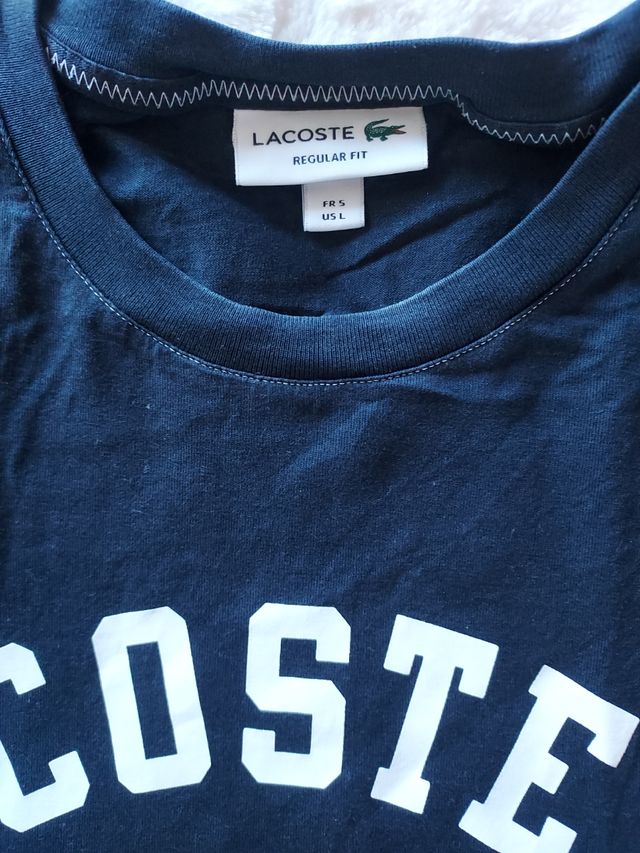 LACOSTE
REGULAR FIT
FR 5
US L
COSTE